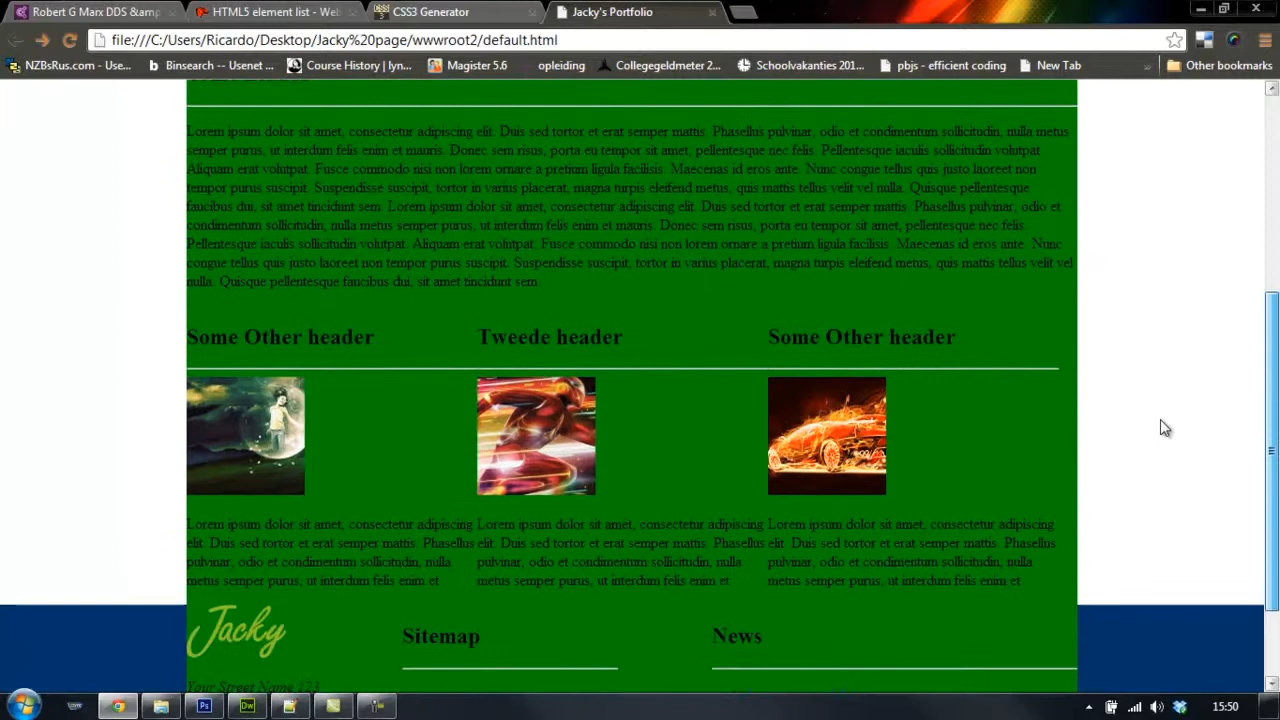 Robert G Marx DDS &amp
HTML5 element list - Web
CSS3 Generator
Jacky's Portfolio
file:///C:/Users/Ricardo/Desktop/Jacky%20page/wwwroot2/default.html
NZBsRus.com - Use...
Binsearch -- Usenet ...
Course History | lyn...
Magister 5.6
opleiding
Collegegeldmeter 2...
Schoolvakanties 201...
pbjs - efficient coding
New Tab
»
Other bookmarks
Lorem ipsum dolor sit amet, consectetur adipiscing elit. Duis sed tortor et erat semper mattis. Phasellus pulvinar, odio et condimentum sollicitudin, nulla metus
semper purus, ut interdum felis enim et mauris. Donec sem risus, porta eu tempor sit amet, pellentesque nec felis. Pellentesque iaculis sollicitudin volutpat
Aliquam erat volutpat. Fusce commodo nisi non lorem ornare a pretium ligula facilisis. Maecenas id eros ante. Nunc congue tellus quis justo laoreet non
tempor purus suscipit. Suspendisse suscipit, tortor in varius placerat, magna turpis eleifend metus, quis mattis tellus velit vel nulla. Quisque pellentesque
faucibus dui, sit amet tincidunt sem. Lorem ipsum dolor sit amet, consectetur adipiscing elit. Duis sed tortor et erat semper mattis. Phasellus pulvinar, odio et
condimentum sollicitudin, nulla metus semper purus, ut interdum felis enim et mauris. Donec sem risus, porta eu tempor sit amet, pellentesque nec felis.
Pellentesque iaculis sollicitudin volutpat. Aliquam erat volutpat. Fusce commodo nisi non lorem ornare a pretium ligula facilisis. Maecenas id eros ante. Nunc
congue tellus quis justo laoreet non tempor purus suscipit. Suspendisse suscipit, tortor in varius placerat, magna turpis eleifend metus, quis mattis tellus velit vel
nulla. Quisque pellentesque faucibus dui, sit amet tincidunt sem.
Some Other header
Tweede header
Some Other header
Lorem ipsum dolor sit amet, consectetur adipiscing
elit. Duis sed tortor et erat semper mattis. Phasellus
pulvinar, odio et condimentum sollicitudin, nulla
metus semper purus, ut interdum felis enim et
Lorem ipsum dolor sit amet, consectetur adipiscing
elit. Duis sed tortor et erat semper mattis. Phasellus
pulvinar, odio et condimentum sollicitudin, nulla
metus semper purus, ut interdum felis enim et
Lorem ipsum dolor sit amet, consectetur adipiscing
elit. Duis sed tortor et erat semper mattis. Phasellus
pulvinar, odio et condimentum sollicitudin, nulla
metus semper purus, ut interdum felis enim et
Jacky
Sitemap
News
Your Street Name 123
Ps
Dw
15:50